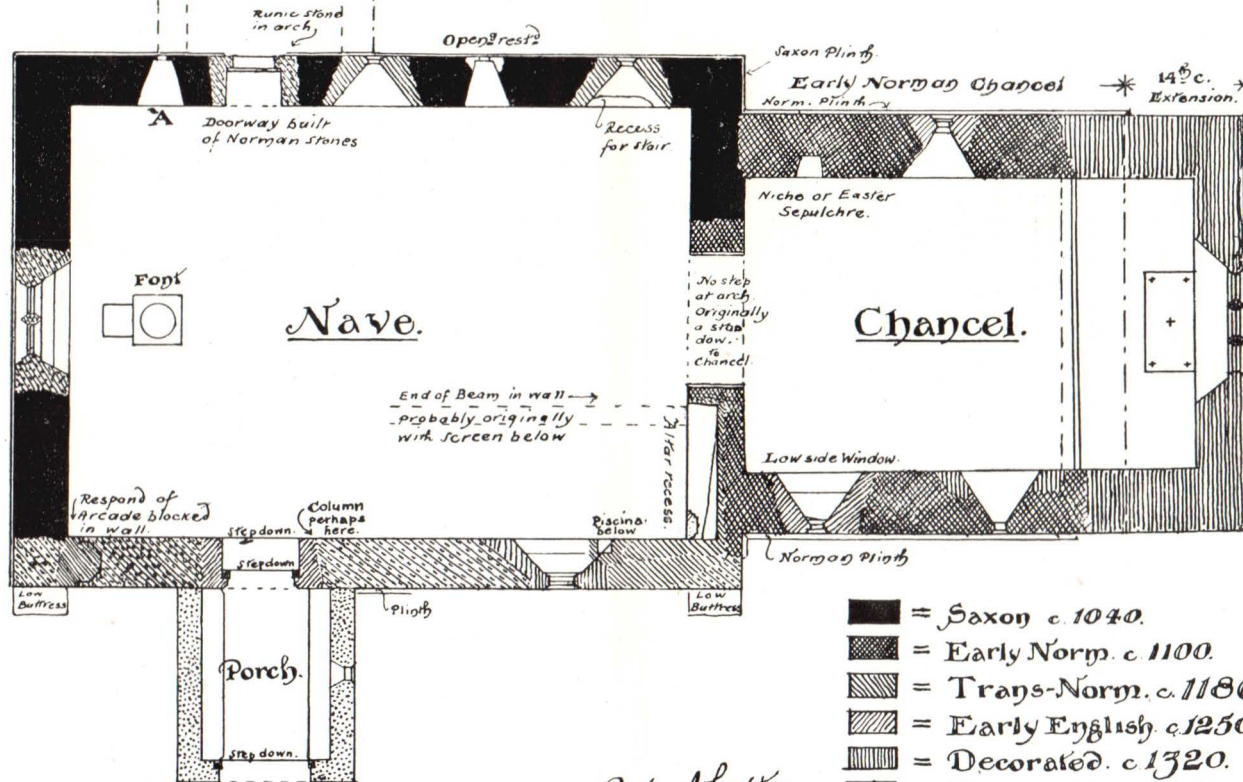 Runic stone
in arch
Open.g rest.d
Saxon Plinth.
Early Norman Chancel
14th c.
Extension.
Norm. Plinth
A
Doorway built
of Norman stones
Recess
for stair
Niche or Easter
Sepulchre.
Font
Nave.
No step
at arch.
Originally
a step
dow.
to
Chancel
Chancel.
End of Beam in wall
probably originally
with screen below
Altar recess.
Low side Window.
Respond of
Arcade blocked
in wall.
Step down.
Column
perhaps
here.
Piscina
below
Step down
Norman Plinth
Low
Buttress
Plinth
Low
Buttress
Porch.
Step down.
= Saxon c. 1040.
= Early Norm. c. 1100.
= Trans-Norm. c. 1180
= Early English c. 1250
= Decorated. c. 1320.